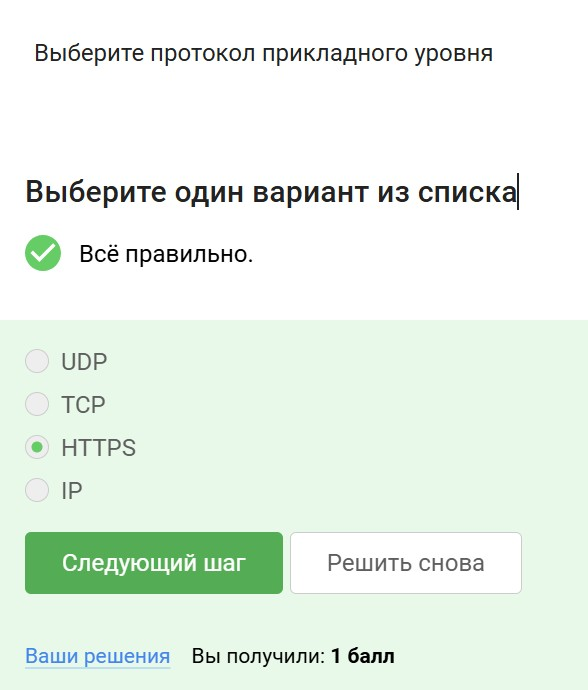 Выберите протокол прикладного уровня
Выберите один вариант из списка
Всё правильно.
UDP
TCP
HTTPS
IP
Следующий шаг Решить снова
Ваши решения Вы получили: 1 балл